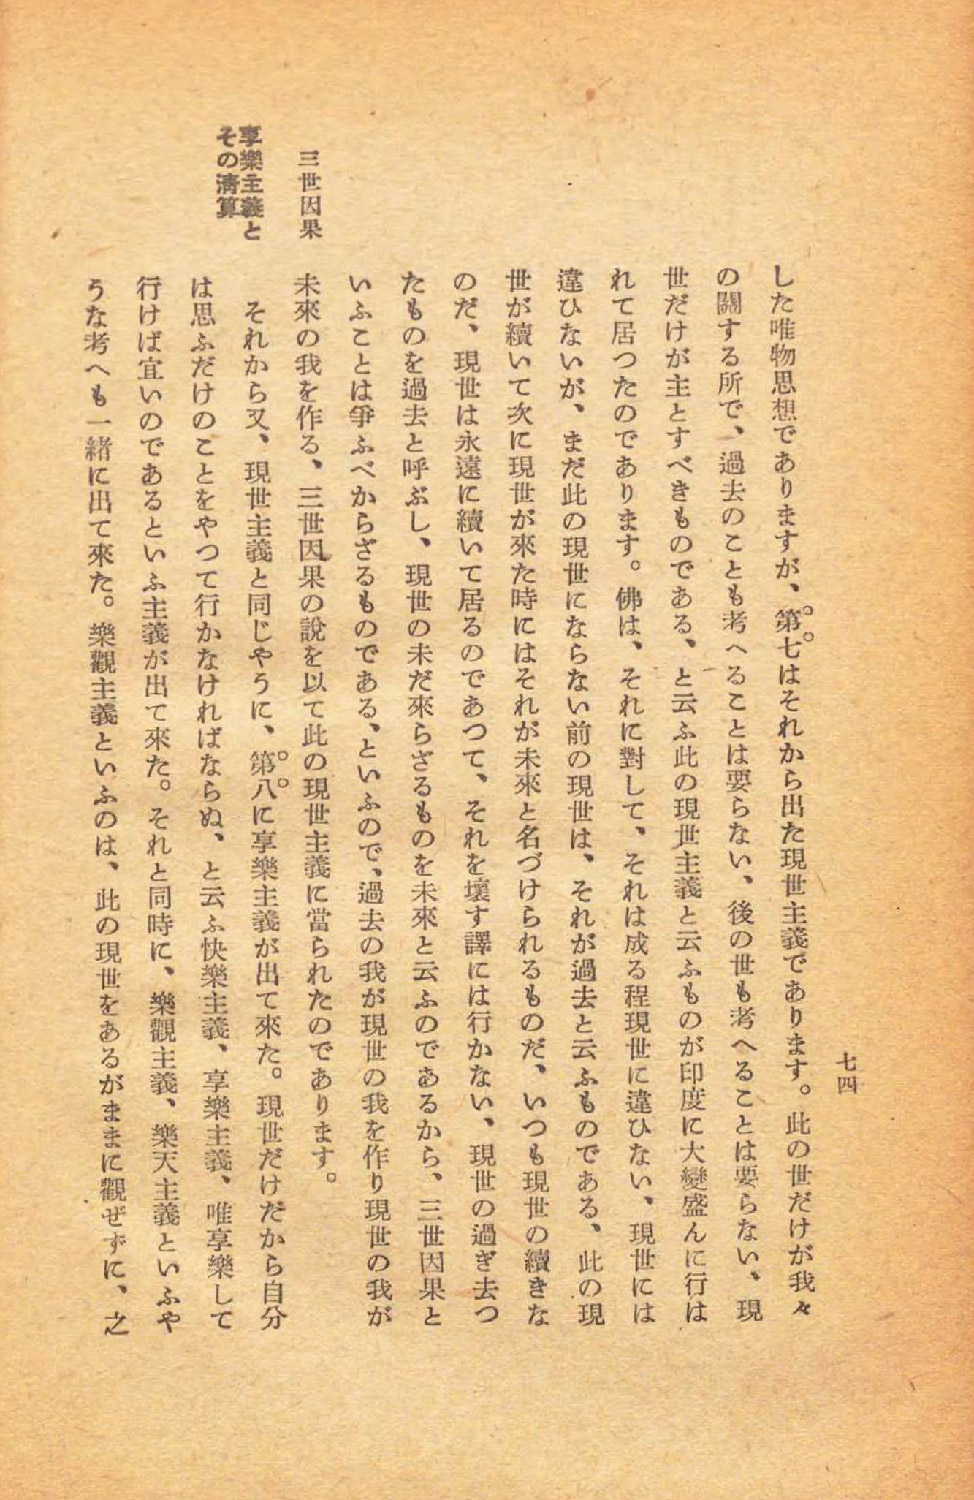 七四
した唯物思想でありますが、第七はそれから出た現世主義であります。此の世だけが我々
の關する所で、過去のことも考へることは要らない、後の世も考へることは要らない、現
世だけが主とすべきものである、と云ふ此の現世主義と云ふものが印度に大變盛んに行は
れて居つたのであります。佛は、それに對して、それは成る程現世に違ひない、現世には
違ひないが、まだ此の現世にならない前の現世は、それが過去と云ふものである、此の現
世が續いて次に現世が來た時にはそれが未來と名づけられるものだ、いつも現世の續きな
のだ、現世は永遠に續いて居るのであつて、それを壞す譯には行かない、現世の過ぎ去つ
たものを過去と呼ぶし、現世の未だ來らざるものを未來と云ふのであるから、三世因果と
いふことは爭ふべからざるものである、といふので、過去の我が現世の我を作り現世の我が
三世因果
未來の我を作る、三世因果の說を以て此の現世主義に當られたのであります。
享樂主義と
その淸算
それから又、現世主義と同じやうに、第八に享樂主義が出て來た。現世だけだから自分
は思ふだけのことをやつて行かなければならぬ、と云ふ快樂主義、享樂主義、唯享樂して
行けば宜いのであるといふ主義が出て來た。それと同時に、樂觀主義、樂天主義といふや
うな考へも一緒に出て來た。樂觀主義といふのは、此の現世をあるがままに觀ぜずに、之